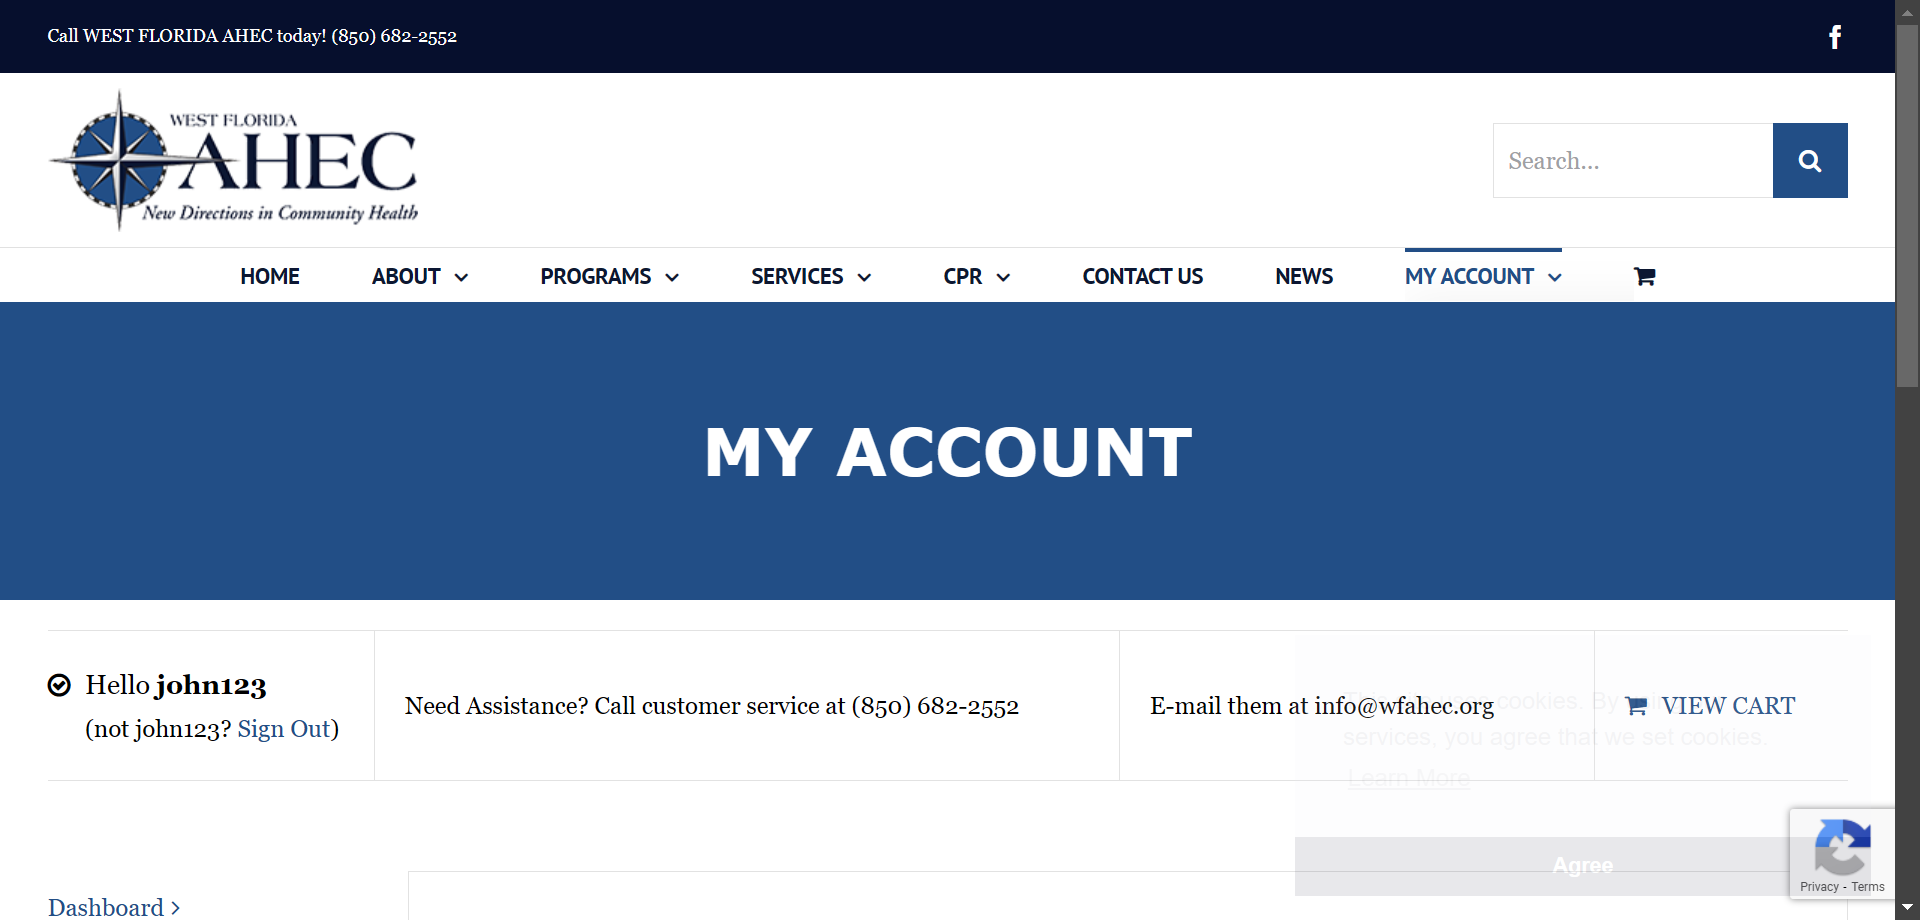 Call WEST FLORIDA AHEC today! (850) 682-2552
WEST FLORIDA
AHEC
New Directions in Community Health
Search...
HOME ABOUT PROGRAMS SERVICES CPR CONTACT US NEWS MY ACCOUNT
MY ACCOUNT
Hello john123
(not john123? Sign Out)
Need Assistance? Call customer service at (850) 682-2552
E-mail them at info@wfahec.org
VIEW CART
cookies. By
services, you agree that we set cookies.
Learn More
Agree
Privacy - Terms
Dashboard